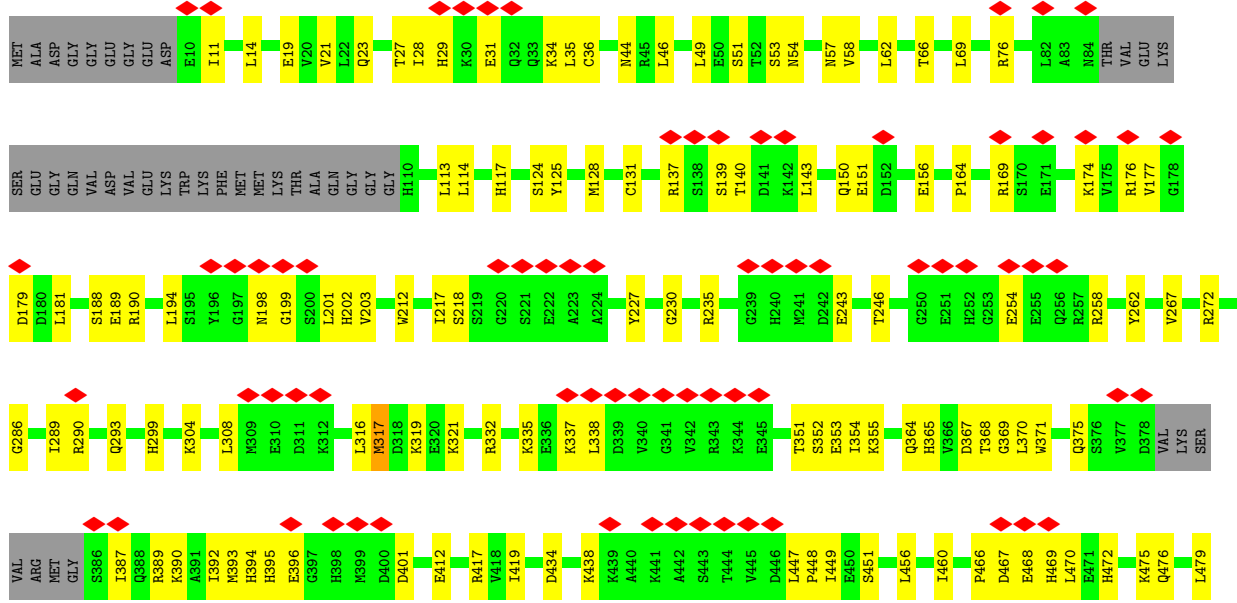 MET ALA ASP GLY GLY GLU GLY GLU ASP E10 I11 L14 E19 V20 V21 L22 Q23 T27 I28 H29 K30 E31 Q32 Q33 K34 L35 C36 N44 R45 L46 L49 E50 S51 T52 S53 N54 N57 V58 L62 T66 L69 R76 L82 A83 N84 THR VAL GLU LYS
SER GLU GLY GLN VAL ASP VAL GLU LYS TRP LYS PHE MET MET LYS THR ALA GLN GLY GLY GLY H110 L113 L114 H117 S124 Y125 M128 C131 R137 S138 S139 T140 D141 K142 L143 Q150 E151 D152 E156 P164 R169 S170 E171 K174 V175 R176 V177 G178
D179 D180 L181 S188 E189 R190 L194 S195 Y196 G197 N198 G199 S200 L201 H202 V203 W212 I217 S218 S219 G220 S221 E222 A223 A224 Y227 G230 R235 G239 H240 M241 D242 E243 T246 G250 E251 H252 G253 E254 E255 Q256 R257 R258 Y262 V267 R272
G286 I289 R290 Q293 H299 K304 L308 M309 E310 D311 K312 L316 M317 D318 K319 E320 K321 R332 K335 E336 K337 L338 D339 V340 G341 V342 R343 K344 E345 T351 S352 E353 I354 K355 Q364 H365 V366 D367 T368 G369 L370 W371 Q375 S376 V377 D378 VAL LYS SER
VAL ARG MET GLY S386 I387 Q388 R389 K390 A391 I392 M393 H394 H395 E396 G397 H398 M399 D400 D401 E412 R417 V418 I419 D434 K438 K439 A440 K441 A442 S443 T444 V445 D446 L447 P448 I449 E450 S451 L456 I460 P466 D467 E468 H469 L470 E471 H472 K475 Q476 L479